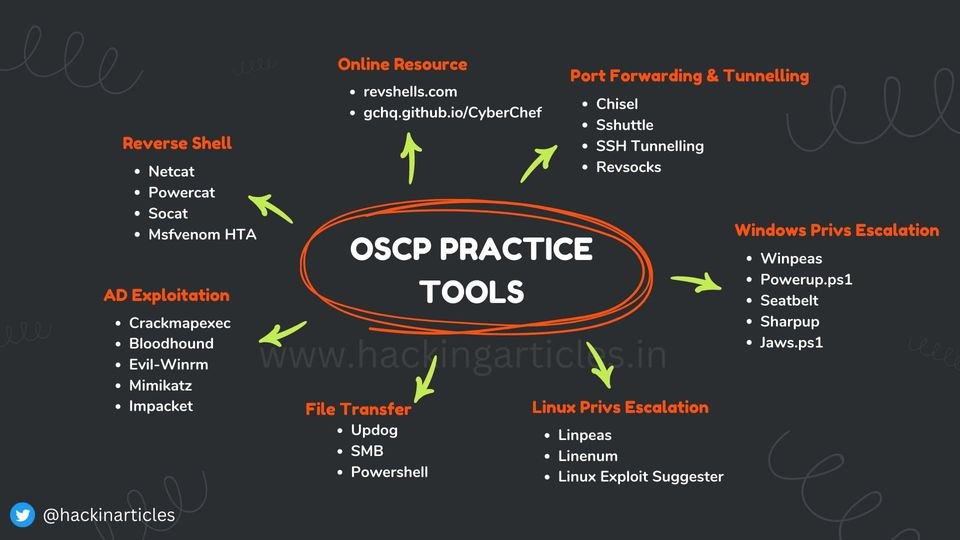 Online Resource
• revshells.com
• gchq.github.io/CyberChef
Port Forwarding & Tunnelling
• Chisel
• Sshuttle
• SSH Tunnelling
• Revsocks
Reverse Shell
• Netcat
• Powercat
• Socat
• Msfvenom HTA
OSCP PRACTICE
TOOLS
Windows Privs Escalation
• Winpeas
• Powerup.ps1
• Seatbelt
• Sharpup
• Jaws.ps1
AD Exploitation
• Crackmapexec
• Bloodhound
• Evil-Winrm
• Mimikatz
• Impacket
www.hackingarticles.in
File Transfer
• Updog
• SMB
• Powershell
Linux Privs Escalation
• Linpeas
• Linenum
• Linux Exploit Suggester
@hackinarticles